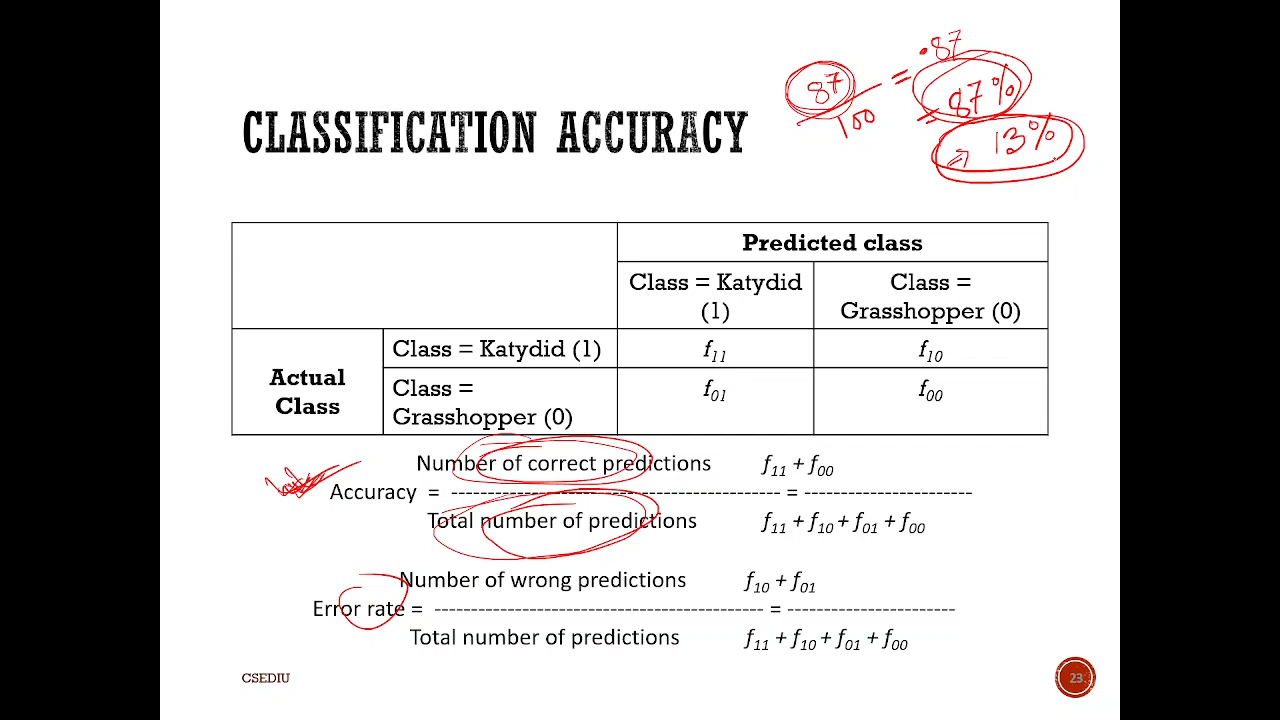 .87
87 = 87%
100
13%
CLASSIFICATION ACCURACY
Predicted class
Class = Katydid (1)
Class = Grasshopper (0)
Actual Class
Class = Katydid (1)
f11
f10
Class = Grasshopper (0)
f01
f00
Number of correct predictions f11 + f00
Accuracy = ---------------------------------------------- = -----------------------
Total number of predictions f11 + f10 + f01 + f00
Number of wrong predictions f10 + f01
Error rate = ---------------------------------------------- = -----------------------
Total number of predictions f11 + f10 + f01 + f00
CSEDIU
23